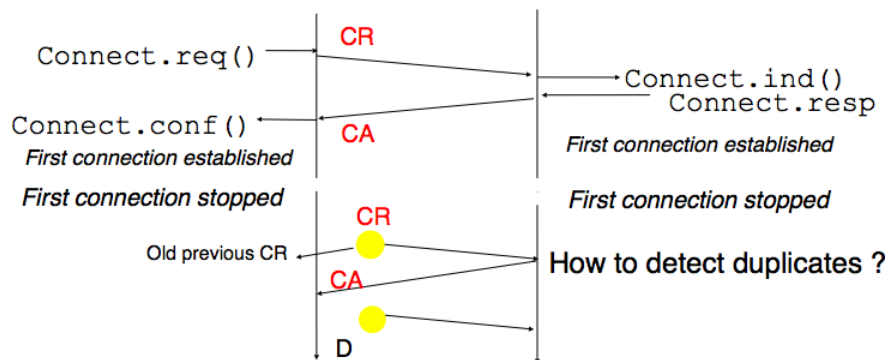 CR
Connect.req()
Connect.ind()
Connect.resp
Connect.conf()
CA
First connection established
First connection established
First connection stopped
First connection stopped
CR
Old previous CR
How to detect duplicates ?
CA
D